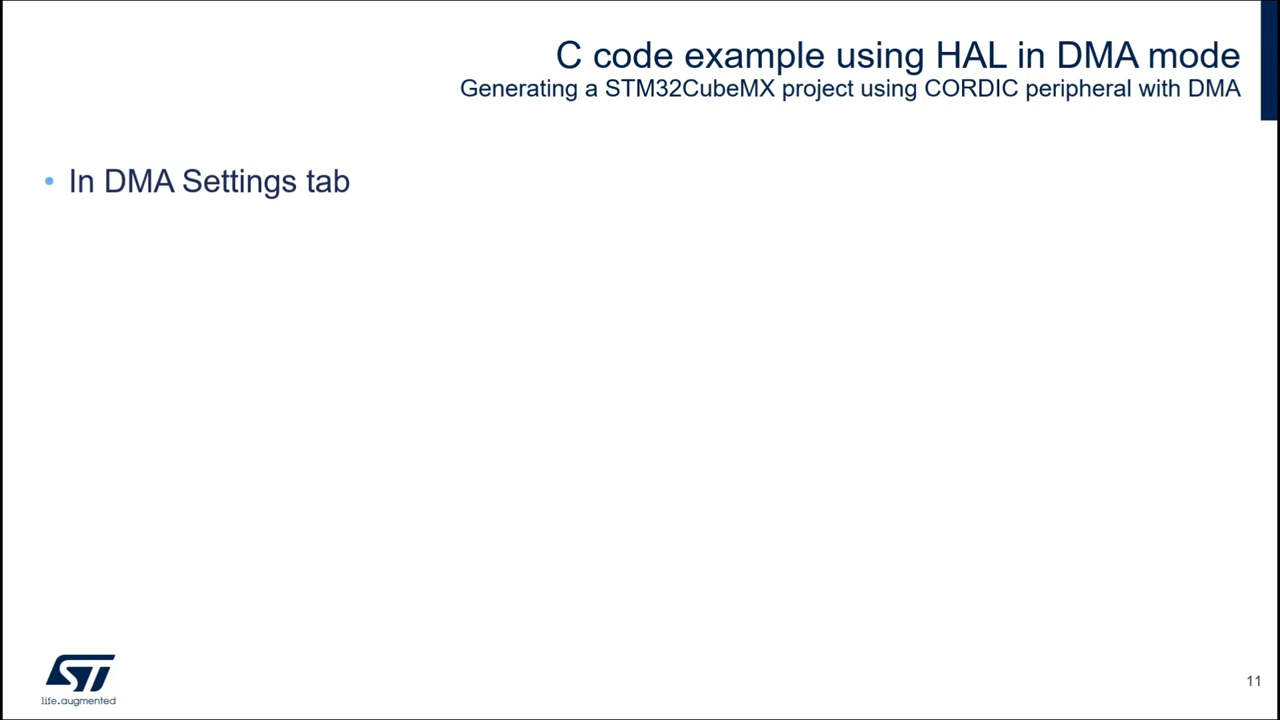 C code example using HAL in DMA mode
Generating a STM32CubeMX project using CORDIC peripheral with DMA
• In DMA Settings tab
ST
life.augmented
11